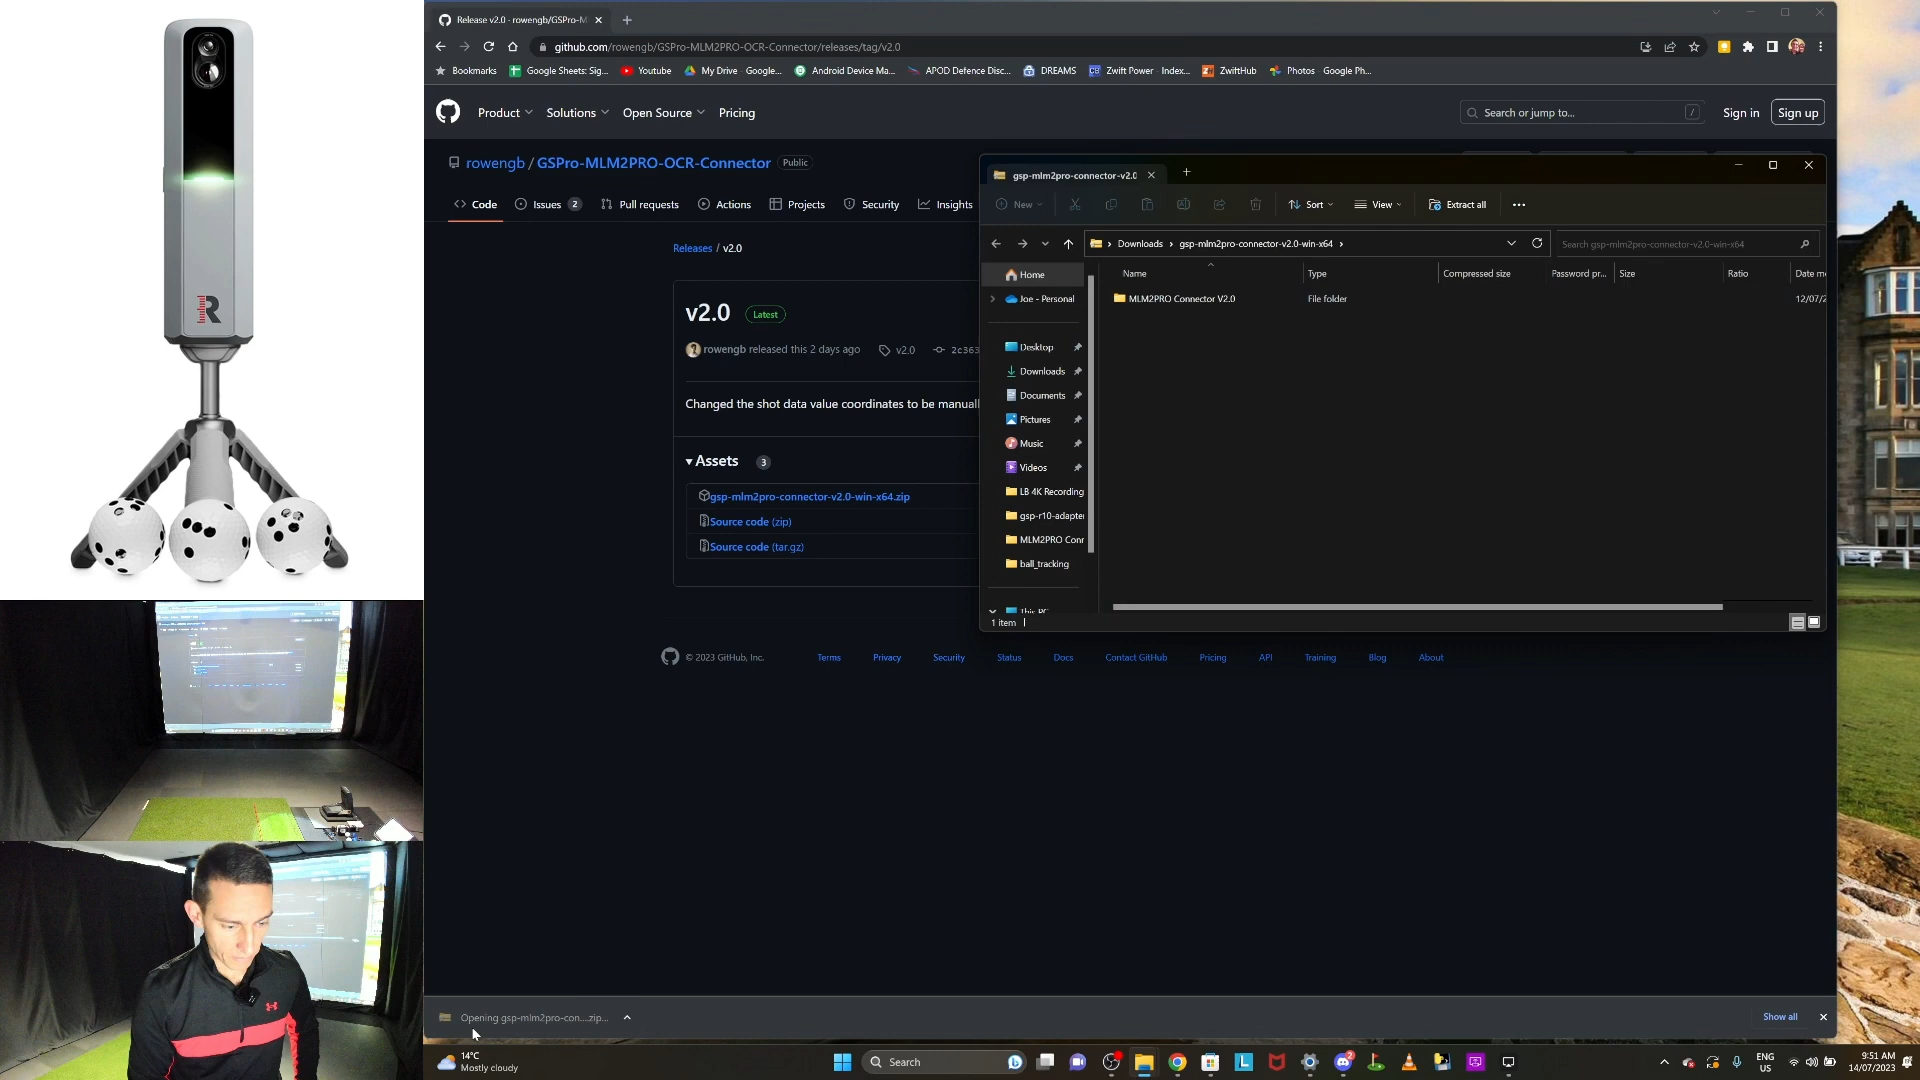 Release v2.0 · rowengb/GSPro-M
github.com/rowengb/GSPro-MLM2PRO-OCR-Connector/releases/tag/v2.0
Bookmarks
Google Sheets: Sig...
Youtube
My Drive - Google...
Android Device Ma...
APOD Defence Disc...
DREAMS
Zwift Power - Index...
ZwiftHub
Photos - Google Ph...
Product
Solutions
Open Source
Pricing
Search or jump to...
/
Sign in
Sign up
rowengb / GSPro-MLM2PRO-OCR-Connector
Public
Code
Issues 2
Pull requests
Actions
Projects
Security
Insights
Releases / v2.0
v2.0 Latest
rowengb released this 2 days ago
v2.0
2c363
Changed the shot data value coordinates to be manuall
Assets 3
gsp-mlm2pro-connector-v2.0-win-x64.zip
Source code (zip)
Source code (tar.gz)
© 2023 GitHub, Inc.
Terms
Privacy
Security
Status
Docs
Contact GitHub
Pricing
API
Training
Blog
About
gsp-mlm2pro-connector-v2.0
New
Sort
View
Extract all
Downloads
gsp-mlm2pro-connector-v2.0-win-x64
Search gsp-mlm2pro-connector-v2.0-win-x64
Name
Type
Compressed size
Password pr...
Size
Ratio
Date m
MLM2PRO Connector V2.0
File folder
12/07/2
Home
Joe - Personal
Desktop
Downloads
Documents
Pictures
Music
Videos
LB 4K Recording
gsp-r10-adapter
MLM2PRO Conn
ball_tracking
This PC
1 item
Opening gsp-mlm2pro-con....zip...
Show all
14°C
Mostly cloudy
Search
ENG
US
9:51 AM
14/07/2023